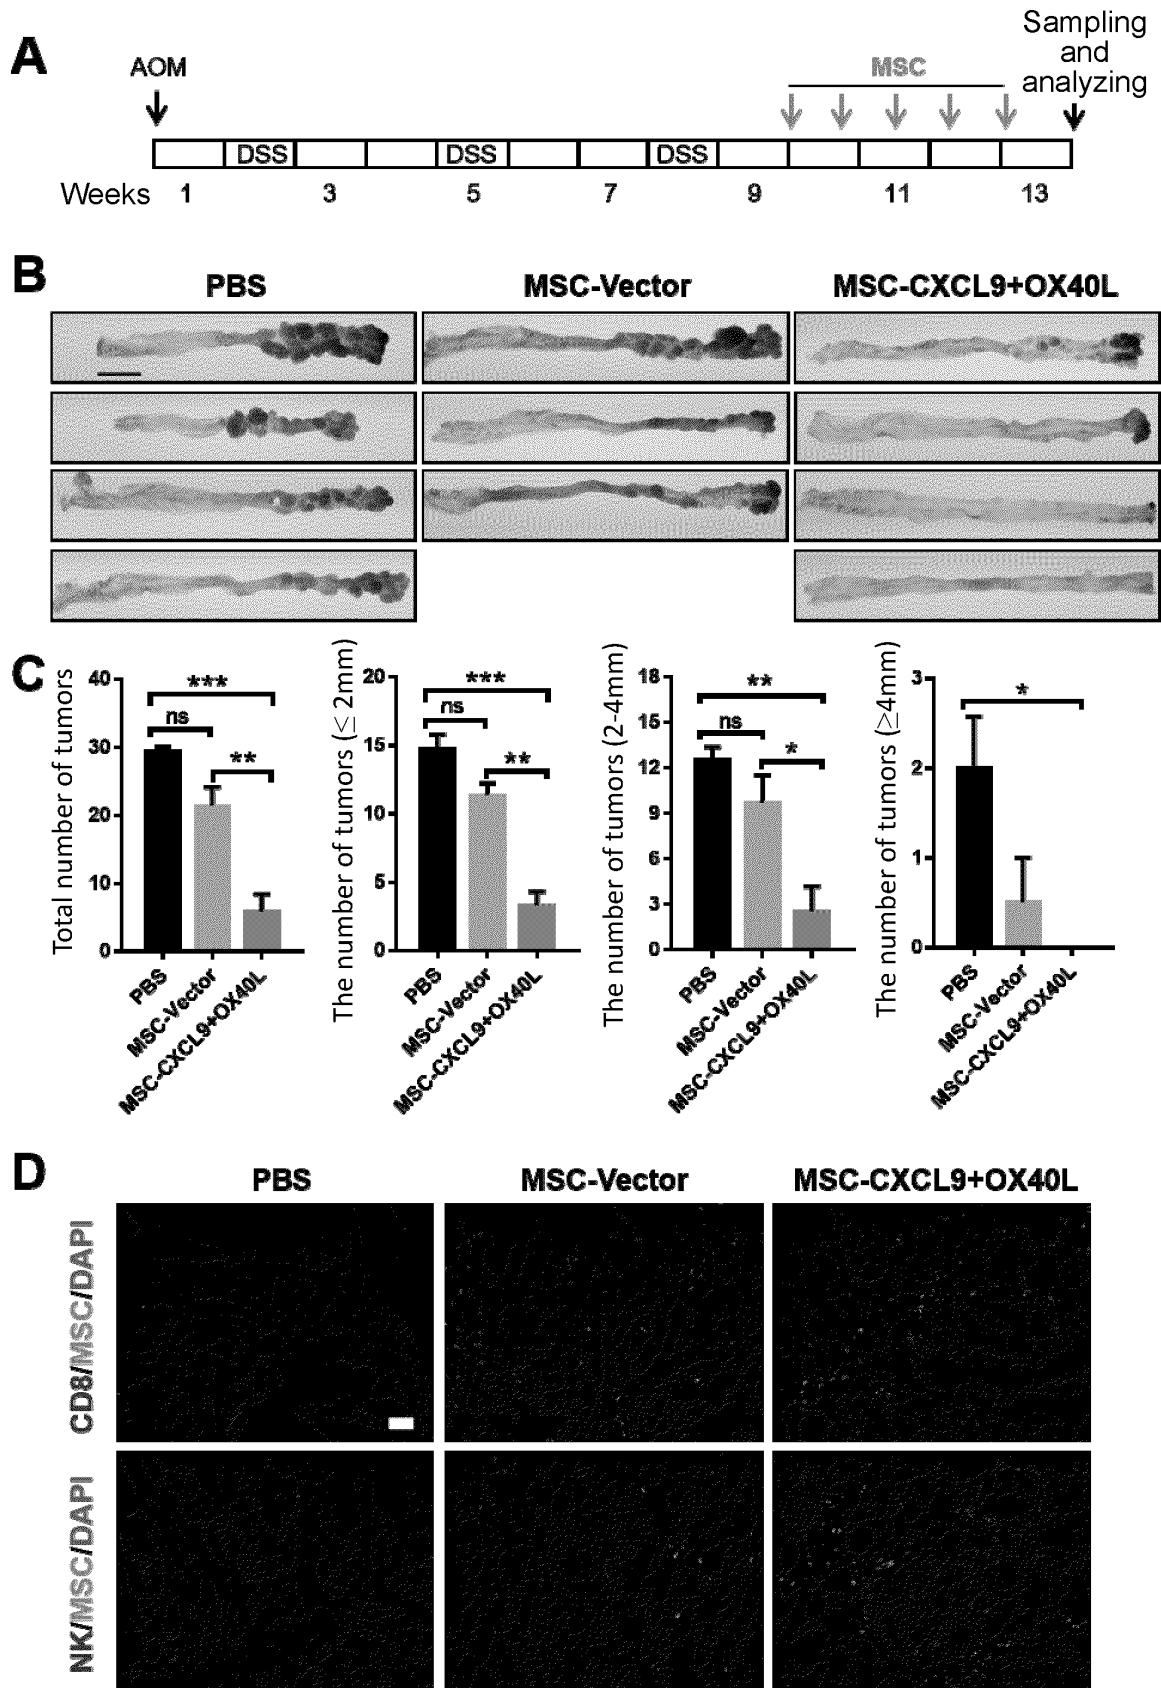 A
AOM
MSC
Sampling
and
analyzing
DSS DSS DSS
Weeks 1 3 5 7 9 11 13
B
PBS MSC-Vector MSC-CXCL9+OX40L
C
Total number of tumors
40
30
20
10
0
***
ns
**
PBS
MSC-Vector
MSC-CXCL9+OX40L
The number of tumors (≤ 2mm)
20
15
10
5
0
***
ns
**
PBS
MSC-Vector
MSC-CXCL9+OX40L
The number of tumors (2-4mm)
18
15
12
9
6
3
0
**
ns
*
PBS
MSC-Vector
MSC-CXCL9+OX40L
The number of tumors (≥4mm)
3
2
1
0
*
PBS
MSC-Vector
MSC-CXCL9+OX40L
D
PBS MSC-Vector MSC-CXCL9+OX40L
CD8/MSC/DAPI
NK/MSC/DAPI